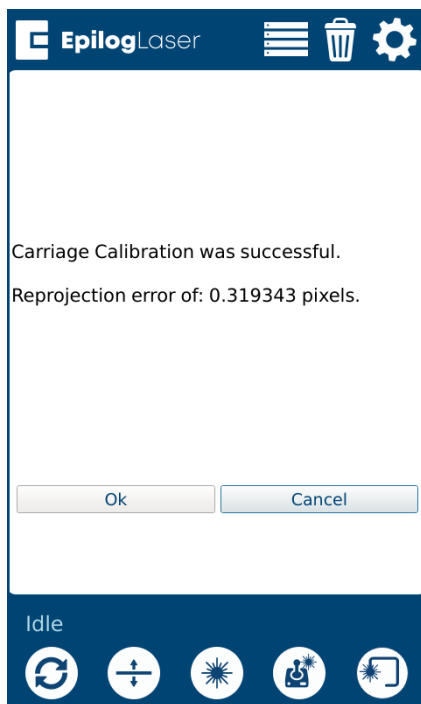 EpilogLaser
Carriage Calibration was successful.
Reprojection error of: 0.319343 pixels.
Ok
Cancel
Idle